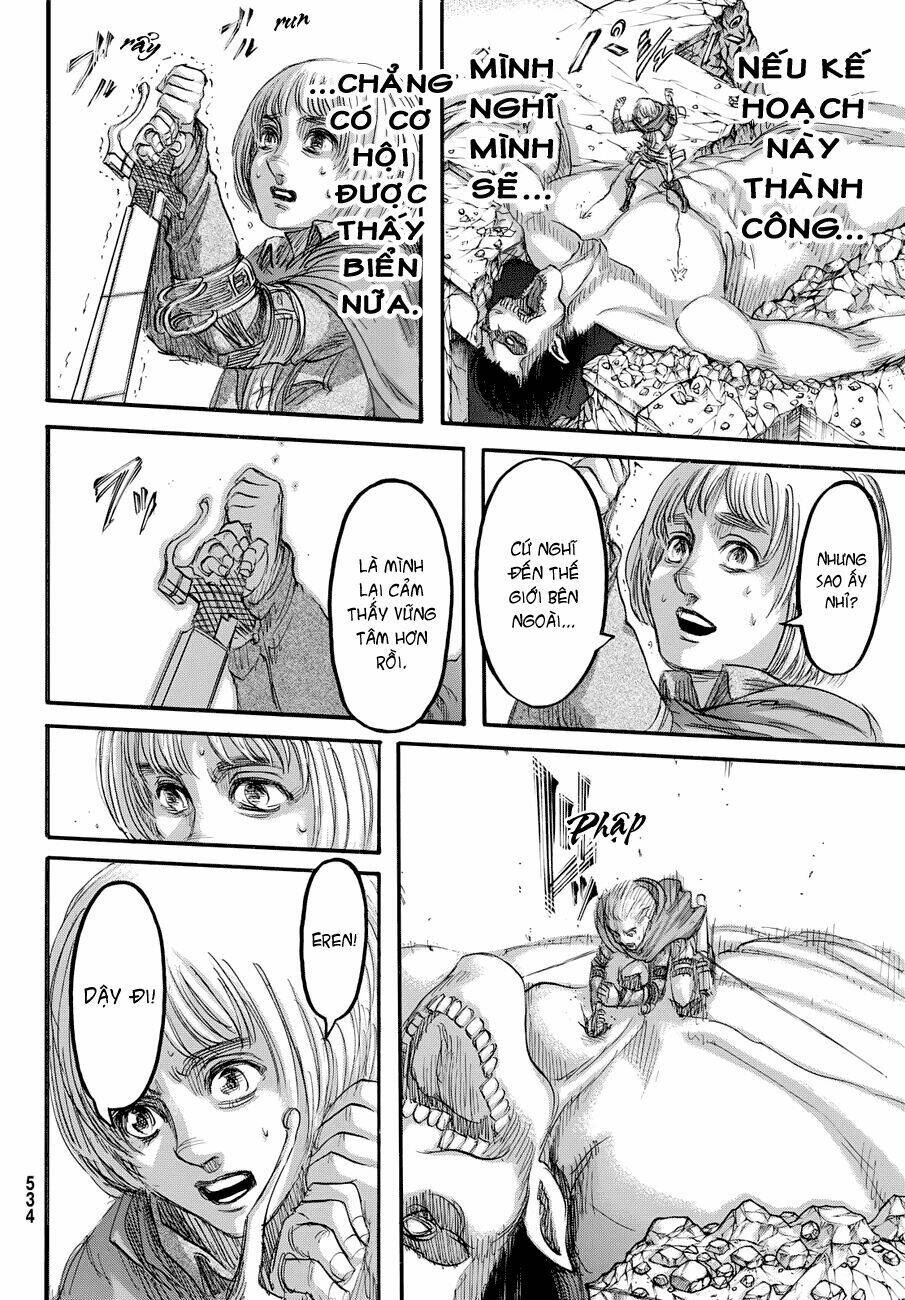 NẾU KẾ
HOẠCH
NÀY
THÀNH
CÔNG...
MÌNH
NGHĨ
MÌNH
SẼ...
...CHẲNG
CÓ CƠ
HỘI
ĐƯỢC
THẤY
BIỂN
NỮA.
run
rẩy
NHƯNG
SAO ẤY
NHỈ?
CỨ NGHĨ
ĐẾN THẾ
GIỚI BÊN
NGOÀI...
LÀ MÌNH
LẠI CẢM
THẤY VỮNG
TÂM HƠN
RỒI.
Phập
EREN!
DẬY ĐI!
534